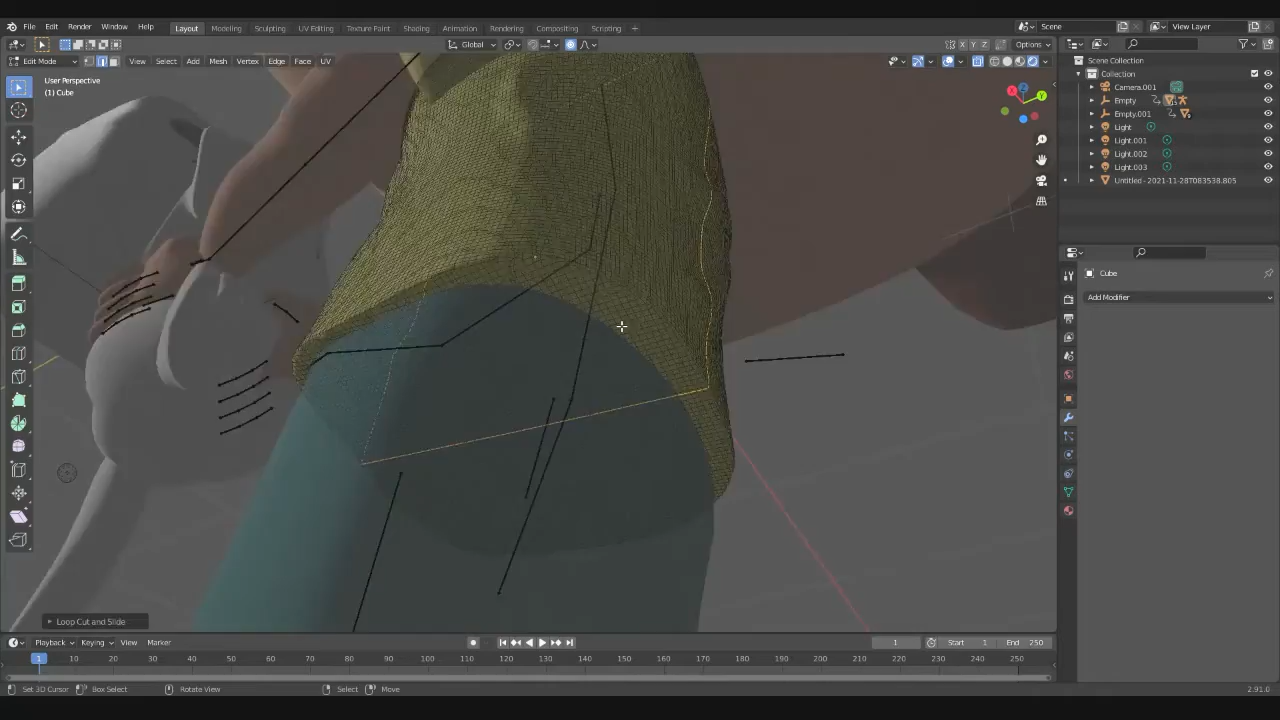 File Edit Render Window Help Layout Modeling Sculpting UV Editing Texture Paint Shading Animation Rendering Compositing Scripting + Scene View Layer
Global X Y Z Options
Edit Mode View Select Add Mesh Vertex Edge Face UV
User Perspective
(1) Cube
Scene Collection
Collection
Camera.001
Empty
Empty.001
Light
Light.001
Light.002
Light.003
Untitled - 2021-11-28T083538.805
Cube
Add Modifier
Loop Cut and Slide
Playback Keying View Marker 1 Start 1 End 250
1 10 20 30 40 50 60 70 80 90 100 110 120 130 140 150 160 170 180 190 200 210 220 230 240 250
Set 3D Cursor Box Select Rotate View Select Move 2.91.0